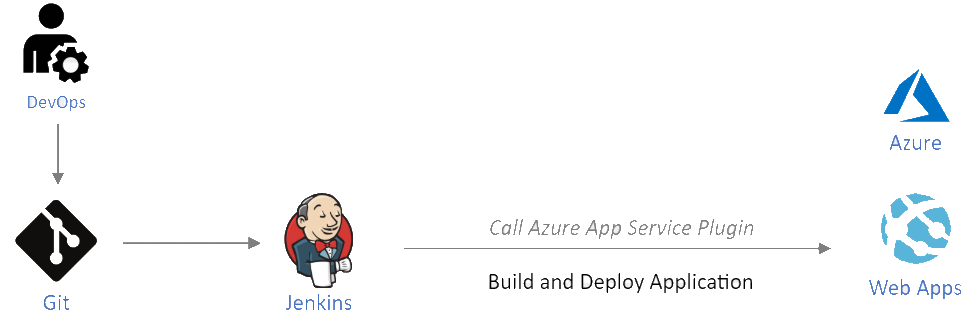 DevOps
Azure
Call Azure App Service Plugin
Build and Deploy Application
Git
Jenkins
Web Apps